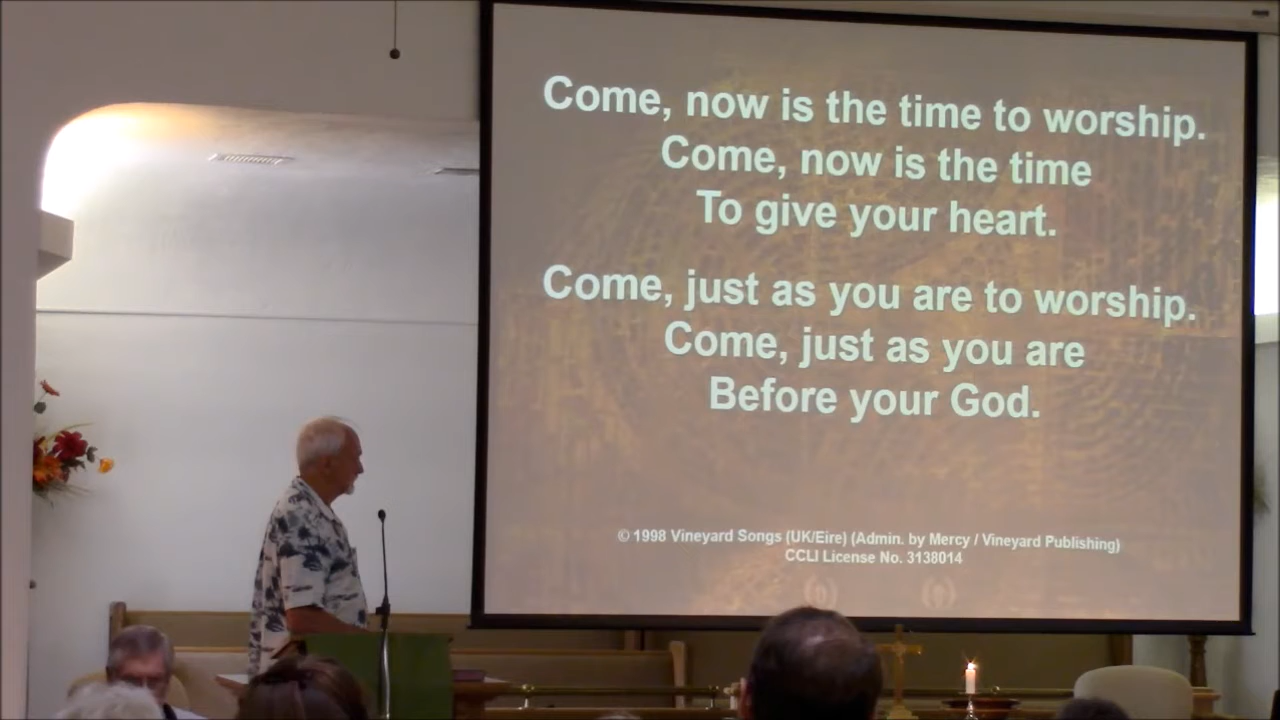 Come, now is the time to worship.
Come, now is the time
To give your heart.
Come, just as you are to worship.
Come, just as you are
Before your God.
© 1998 Vineyard Songs (UK/Eire) (Admin. by Mercy / Vineyard Publishing)
CCLI License No. 3138014